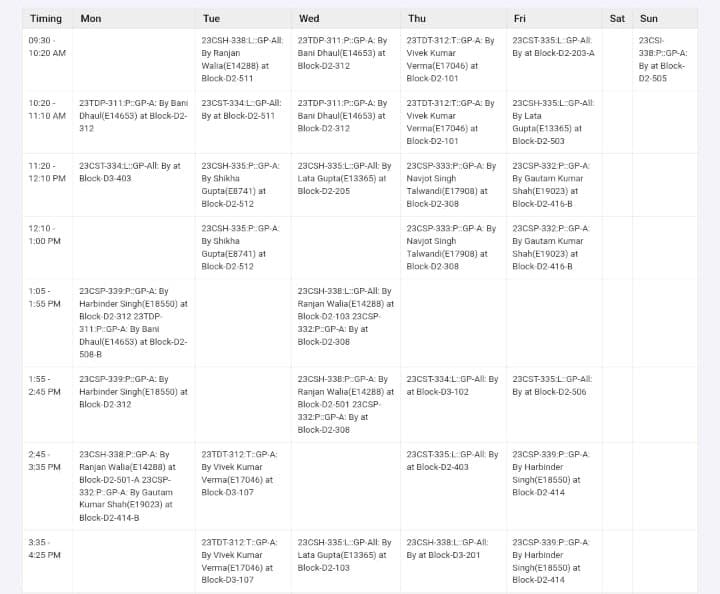 Timing Mon Tue Wed Thu Fri Sat Sun
09:30 -
10:20 AM
23CSH-338:L::GP-All:
By Ranjan
Walia(E14288) at
Block-D2-511
23TDP-311:P::GP-A: By
Bani Dhaul(E14653) at
Block-D2-312
23TDT-312:T::GP-A: By
Vivek Kumar
Verma(E17046) at
Block-D2-101
23CST-335:L::GP-All:
By at Block-D2-203-A
23CSI-
338:P::GP-A:
By at Block-
D2-505
10:20 -
11:10 AM
23TDP-311:P::GP-A: By Bani
Dhaul(E14653) at Block-D2-
312
23CST-334:L::GP-All:
By at Block-D2-511
23TDP-311:P::GP-A: By
Bani Dhaul(E14653) at
Block-D2-312
23TDT-312:T::GP-A: By
Vivek Kumar
Verma(E17046) at
Block-D2-101
23CSH-335:L::GP-All:
By Lata
Gupta(E13365) at
Block-D2-503
11:20 -
12:10 PM
23CST-334:L::GP-All: By at
Block-D3-403
23CSH-335:P::GP-A:
By Shikha
Gupta(E8741) at
Block-D2-512
23CSH-335:L::GP-All: By
Lata Gupta(E13365) at
Block-D2-205
23CSP-333:P::GP-A: By
Navjot Singh
Talwandi(E17908) at
Block-D2-308
23CSP-332:P::GP-A:
By Gautam Kumar
Shah(E19023) at
Block-D2-416-B
12:10 -
1:00 PM
23CSH-335:P::GP-A:
By Shikha
Gupta(E8741) at
Block-D2-512
23CSP-333:P::GP-A: By
Navjot Singh
Talwandi(E17908) at
Block-D2-308
23CSP-332:P::GP-A:
By Gautam Kumar
Shah(E19023) at
Block-D2-416-B
1:05 -
1:55 PM
23CSP-339:P::GP-A: By
Harbinder Singh(E18550) at
Block-D2-312 23TDP-
311:P::GP-A: By Bani
Dhaul(E14653) at Block-D2-
508-B
23CSH-338:L::GP-All: By
Ranjan Walia(E14288) at
Block-D2-103 23CSP-
332:P::GP-A: By at
Block-D2-308
1:55 -
2:45 PM
23CSP-339:P::GP-A: By
Harbinder Singh(E18550) at
Block-D2-312
23CSH-338:P::GP-A: By
Ranjan Walia(E14288) at
Block-D2-501 23CSP-
332:P::GP-A: By at
Block-D2-308
23CST-334:L::GP-All: By
at Block-D3-102
23CST-335:L::GP-All:
By at Block-D2-506
2:45 -
3:35 PM
23CSH-338:P::GP-A: By
Ranjan Walia(E14288) at
Block-D2-501-A 23CSP-
332:P::GP-A: By Gautam
Kumar Shah(E19023) at
Block-D2-414-B
23TDT-312:T::GP-A:
By Vivek Kumar
Verma(E17046) at
Block-D3-107
23CST-335:L::GP-All: By
at Block-D2-403
23CSP-339:P::GP-A:
By Harbinder
Singh(E18550) at
Block-D2-414
3:35 -
4:25 PM
23TDT-312:T::GP-A:
By Vivek Kumar
Verma(E17046) at
Block-D3-107
23CSH-335:L::GP-All: By
Lata Gupta(E13365) at
Block-D2-103
23CSH-338:L::GP-All:
By at Block-D3-201
23CSP-339:P::GP-A:
By Harbinder
Singh(E18550) at
Block-D2-414